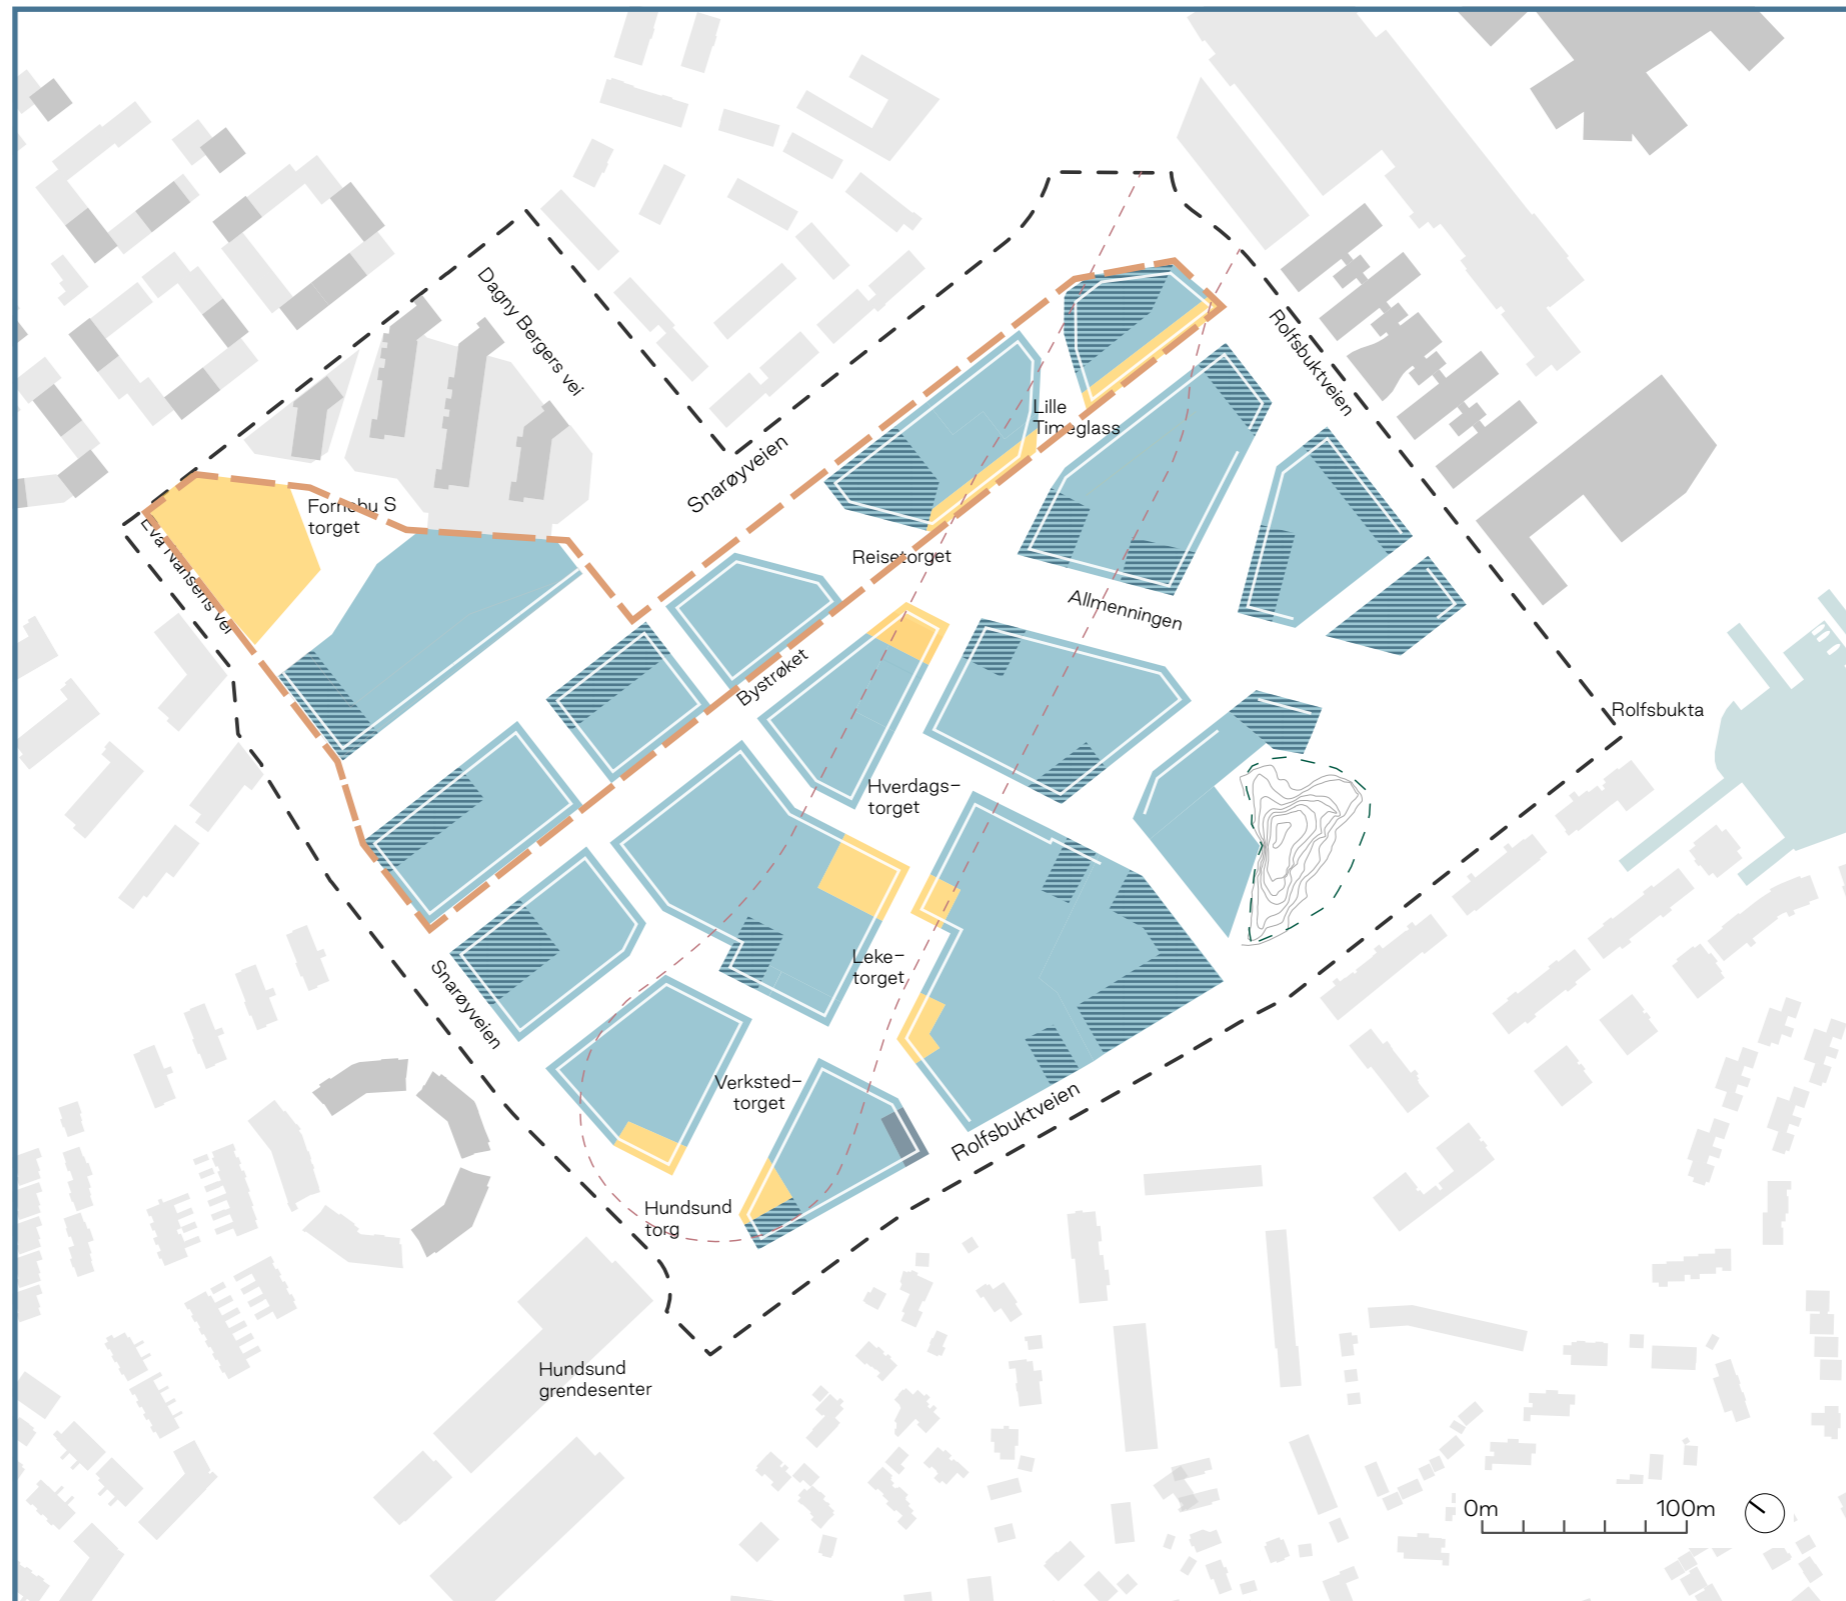 Dagny Bergers vei
Rolfsbuktveien
Lille
Timeglass
Snarøyveien
Fornebu S
torget
Eva Nansens vei
Reisetorget
Allmenningen
Bystrøket
Rolfsbukta
Hverdags–
torget
Leke–
torget
Snarøyveien
Verksted–
torget
Rolfsbuktveien
Hundsund
torg
Hundsund
grendesenter
0m 100m